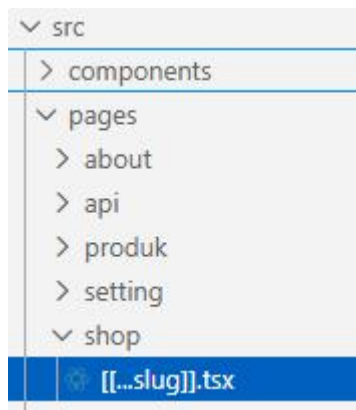 src
components
pages
about
api
produk
setting
shop
[[...slug]].tsx